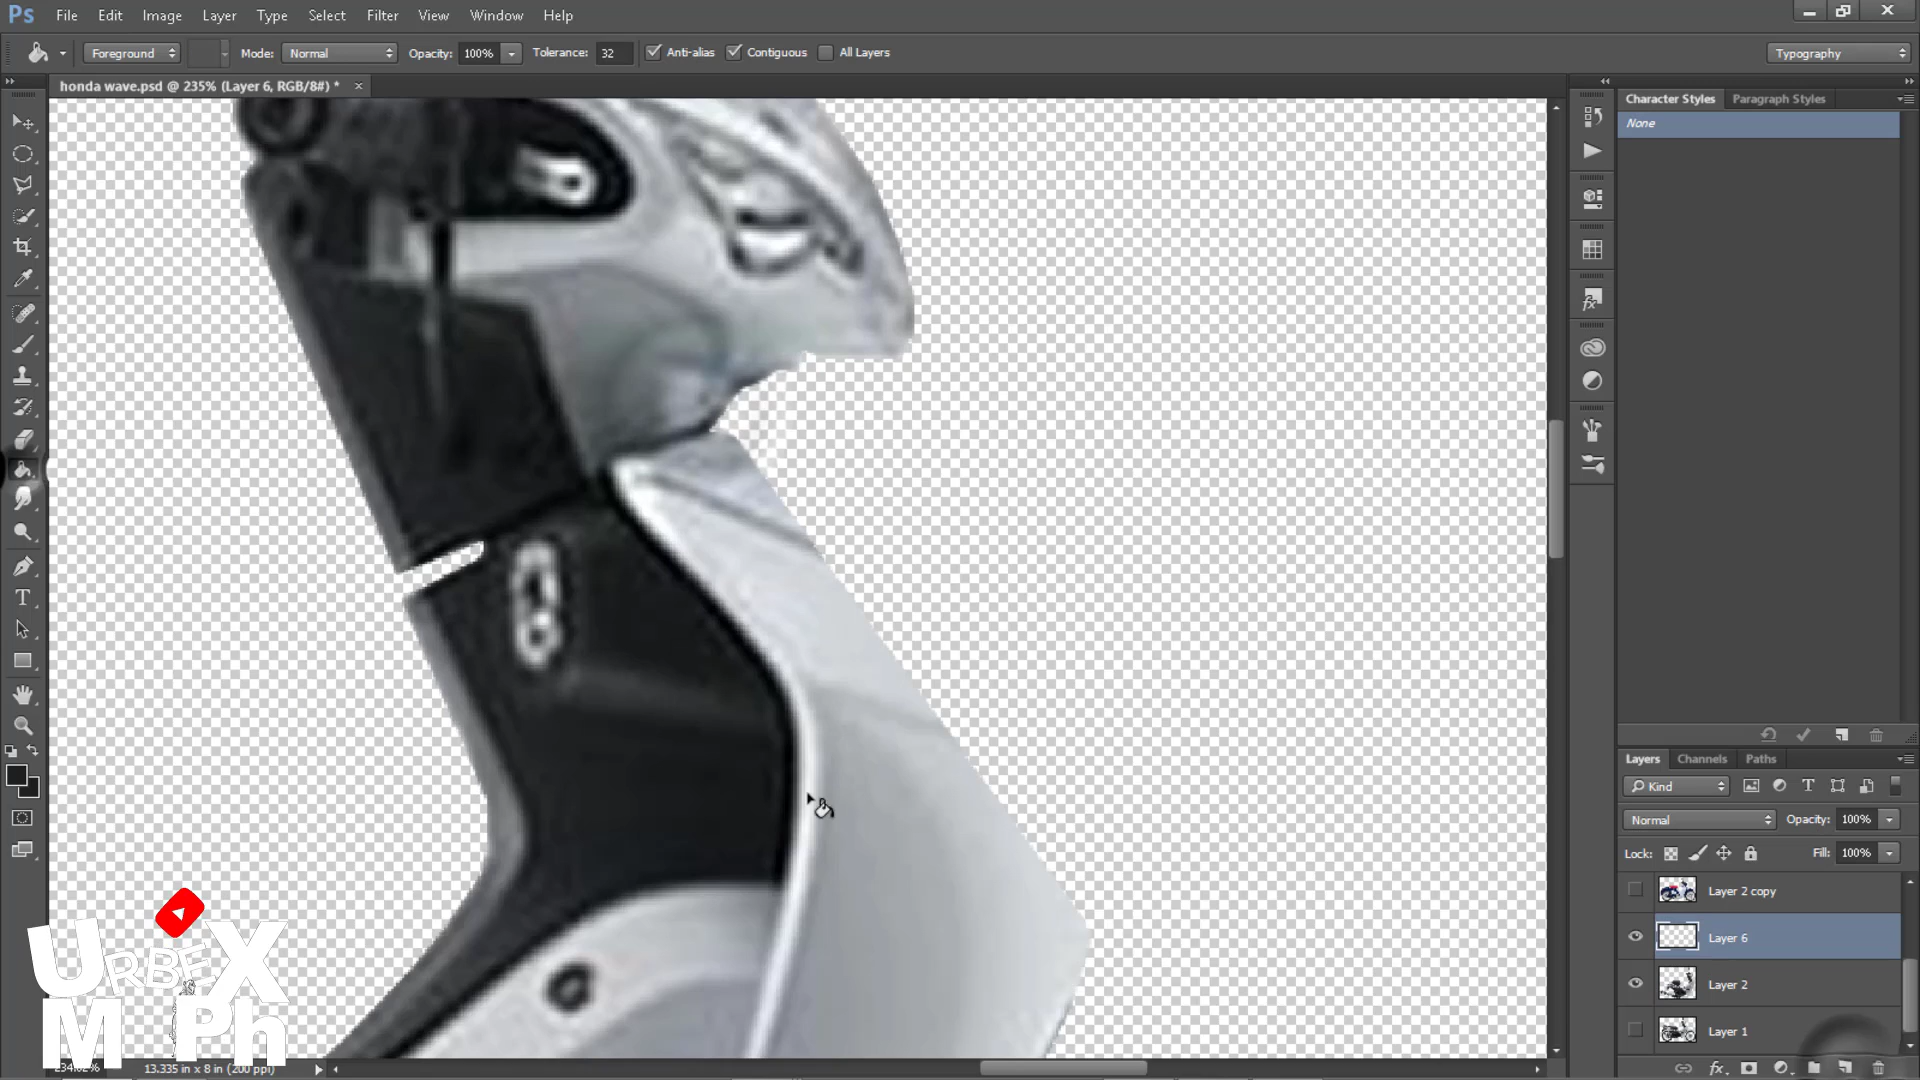 Ps File Edit Image Layer Type Select Filter View Window Help
Foreground Mode: Normal Opacity: 100% Tolerance: 32 Anti-alias Contiguous All Layers Typography
honda wave.psd @ 235% (Layer 6, RGB/8#) *
Character Styles Paragraph Styles
None
Layers Channels Paths
Kind
Normal Opacity: 100%
Lock: Fill: 100%
Layer 2 copy
Layer 6
Layer 2
Layer 1
URBEX
M Ph
13.335 in x 8 in (200 ppi)